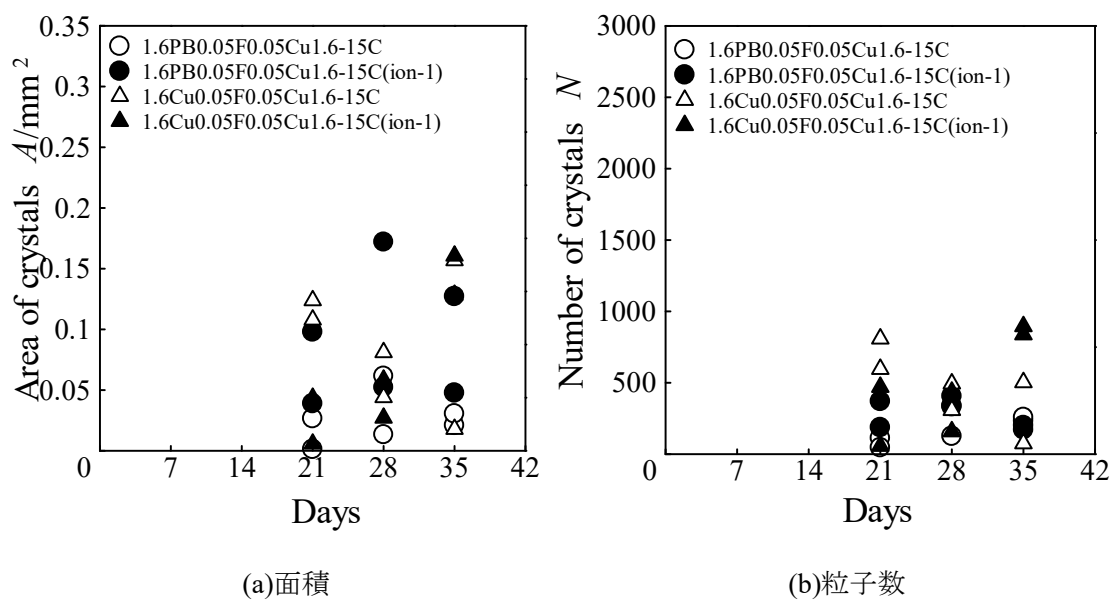 0.35
0.3
0.25
0.2
0.15
0.1
0.05
0
7
14
21
28
35
42
Area of crystals A/mm2
Days
1.6PB0.05F0.05Cu1.6-15C
1.6PB0.05F0.05Cu1.6-15C(ion-1)
1.6Cu0.05F0.05Cu1.6-15C
1.6Cu0.05F0.05Cu1.6-15C(ion-1)
(a)面積
3000
2500
2000
1500
1000
500
0
7
14
21
28
35
42
Number of crystals N
Days
1.6PB0.05F0.05Cu1.6-15C
1.6PB0.05F0.05Cu1.6-15C(ion-1)
1.6Cu0.05F0.05Cu1.6-15C
1.6Cu0.05F0.05Cu1.6-15C(ion-1)
(b)粒子数